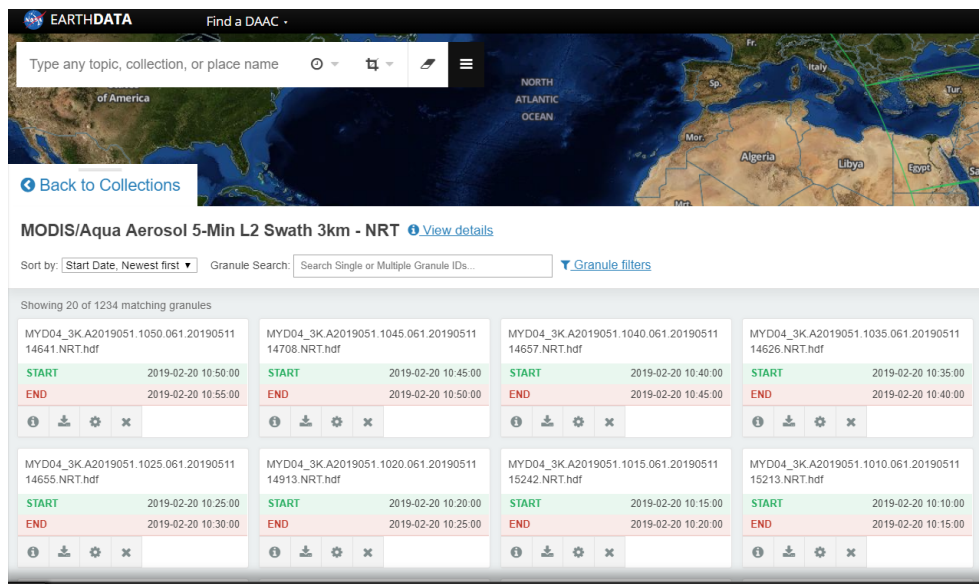 EARTHDATA
Find a DAAC
Type any topic, collection, or place name
of America
NORTH
ATLANTIC
OCEAN
Fr.
Italy
Sp.
Tur.
Mor.
Algeria
Libya
Egypt
Back to Collections
MODIS/Aqua Aerosol 5-Min L2 Swath 3km - NRT View details
Sort by: Start Date, Newest first Granule Search: Search Single or Multiple Granule IDs... Granule filters
Showing 20 of 1234 matching granules
MYD04_3K.A2019051.1050.061.20190511
14641.NRT.hdf
START 2019-02-20 10:50:00
END 2019-02-20 10:55:00
MYD04_3K.A2019051.1045.061.20190511
14708.NRT.hdf
START 2019-02-20 10:45:00
END 2019-02-20 10:50:00
MYD04_3K.A2019051.1040.061.20190511
14657.NRT.hdf
START 2019-02-20 10:40:00
END 2019-02-20 10:45:00
MYD04_3K.A2019051.1035.061.20190511
14626.NRT.hdf
START 2019-02-20 10:35:00
END 2019-02-20 10:40:00
MYD04_3K.A2019051.1025.061.20190511
14655.NRT.hdf
START 2019-02-20 10:25:00
END 2019-02-20 10:30:00
MYD04_3K.A2019051.1020.061.20190511
14913.NRT.hdf
START 2019-02-20 10:20:00
END 2019-02-20 10:25:00
MYD04_3K.A2019051.1015.061.20190511
15242.NRT.hdf
START 2019-02-20 10:15:00
END 2019-02-20 10:20:00
MYD04_3K.A2019051.1010.061.20190511
15213.NRT.hdf
START 2019-02-20 10:10:00
END 2019-02-20 10:15:00